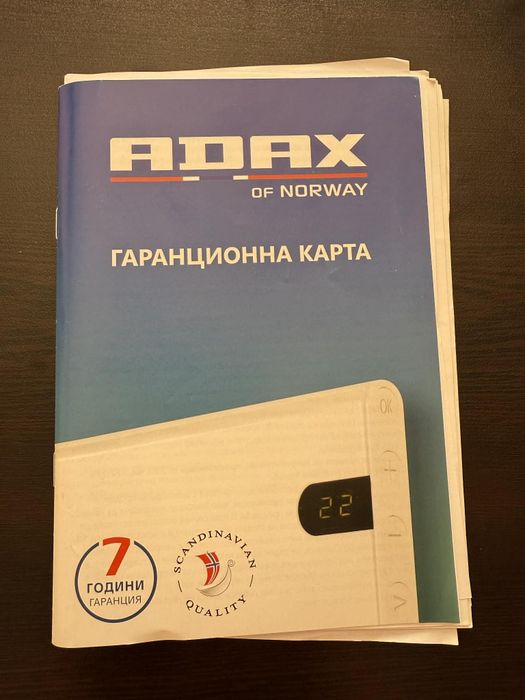 ADAX
OF NORWAY
ГАРАНЦИОННА КАРТА
OK
22
7
ГОДИНИ
ГАРАНЦИЯ
SCANDINAVIAN
QUALITY